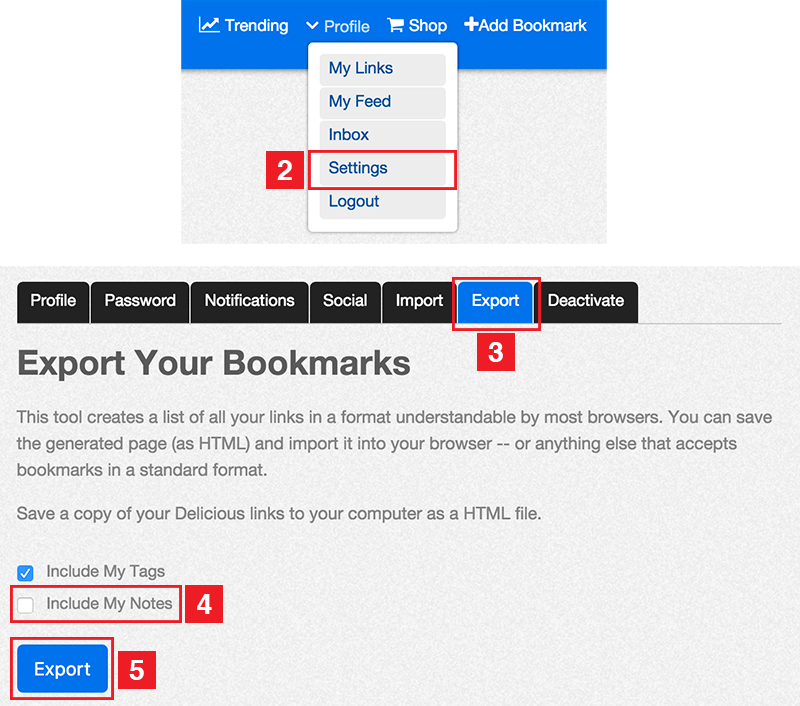 Trending Profile Shop Add Bookmark
My Links
My Feed
Inbox
2 Settings
Logout
Profile Password Notifications Social Import Export Deactivate
3
Export Your Bookmarks
This tool creates a list of all your links in a format understandable by most browsers. You can save
the generated page (as HTML) and import it into your browser -- or anything else that accepts
bookmarks in a standard format.
Save a copy of your Delicious links to your computer as a HTML file.
Include My Tags
Include My Notes 4
Export 5